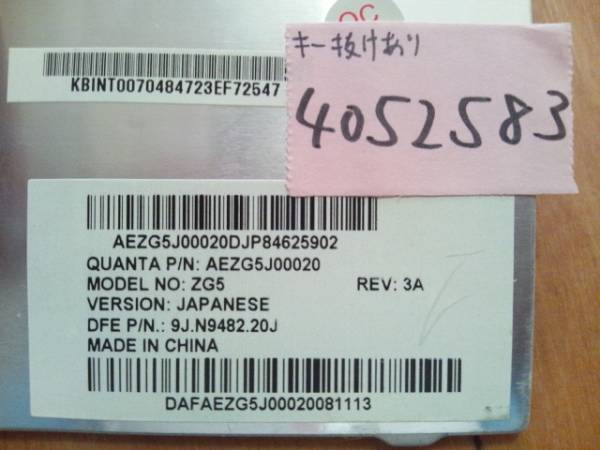 QC
キー抜けあり
4052583
KBINT0070484723EF72547
AEZG5J00020DJP84625902
QUANTA P/N: AEZG5J00020
MODEL NO: ZG5 REV: 3A
VERSION: JAPANESE
DFE P/N.: 9J.N9482.20J
MADE IN CHINA
DAFAEZG5J00020081113